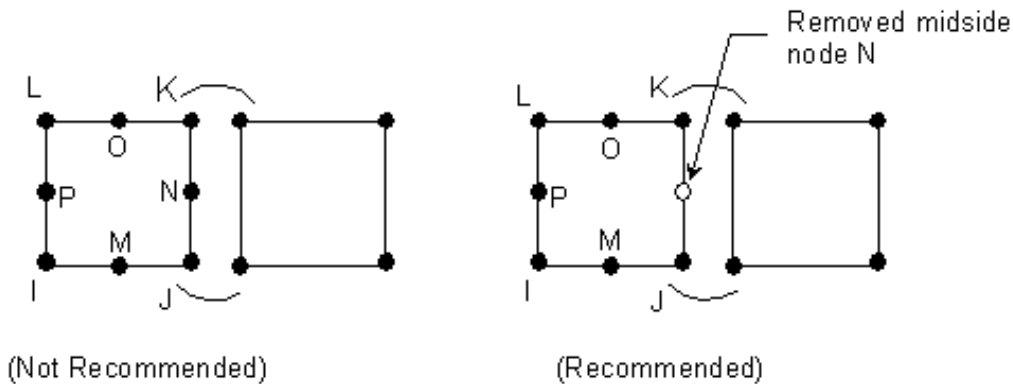 Removed midside
node N
L
K
O
P
N
M
I
J
(Not Recommended)
L
K
O
P
M
I
J
(Recommended)